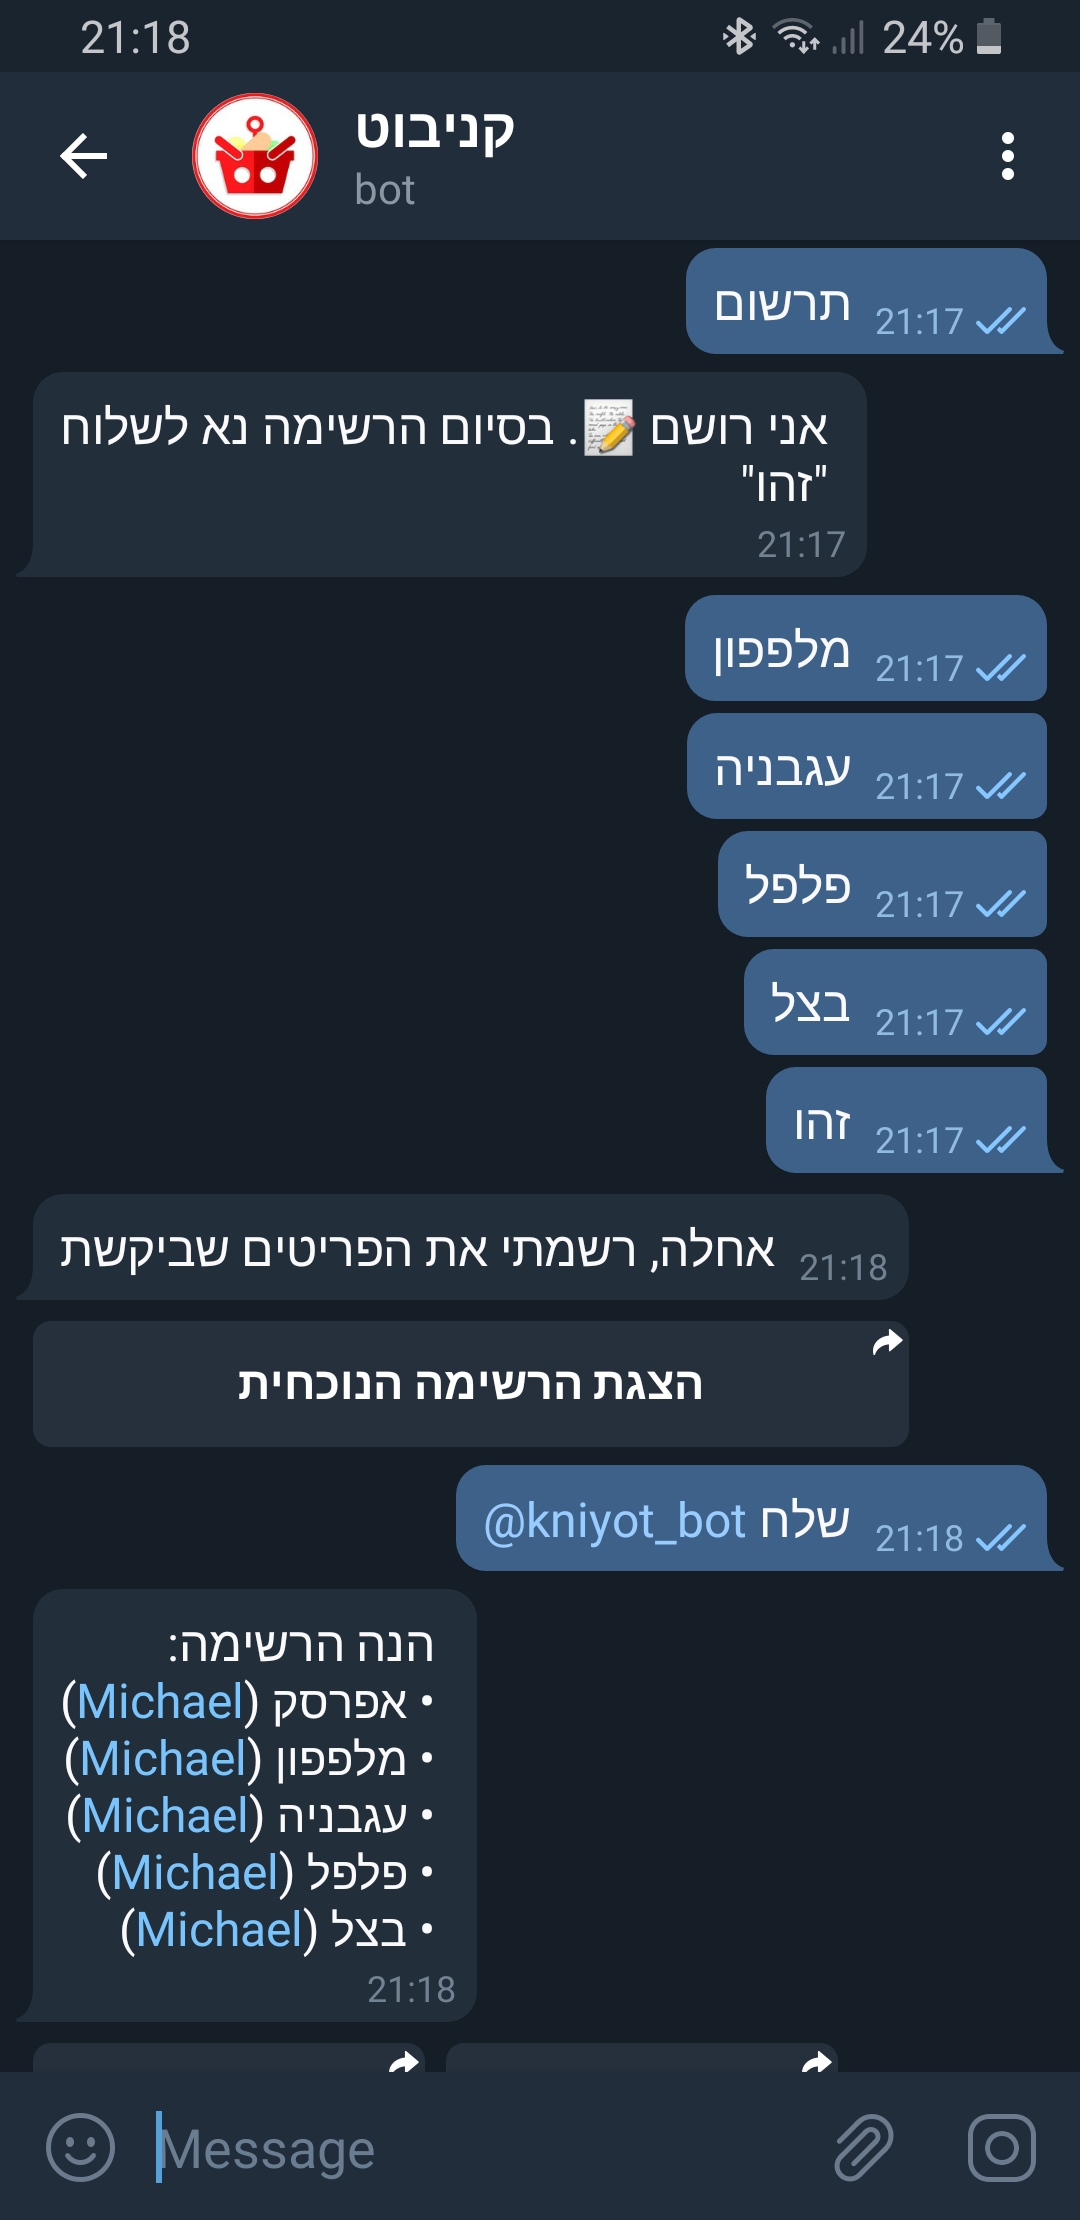 21:18
24%
קניבוט
bot
תרשום
21:17
אני רושם 📝. בסיום הרשימה נא לשלוח
"זהו"
21:17
מלפפון
21:17
עגבניה
21:17
פלפל
21:17
בצל
21:17
זהו
21:17
אחלה, רשמתי את הפריטים שביקשת
21:18
הצגת הרשימה הנוכחית
שלח @kniyot_bot
21:18
הנה הרשימה:
• אפרסק (Michael)
• מלפפון (Michael)
• עגבניה (Michael)
• פלפל (Michael)
• בצל (Michael)
21:18
Message